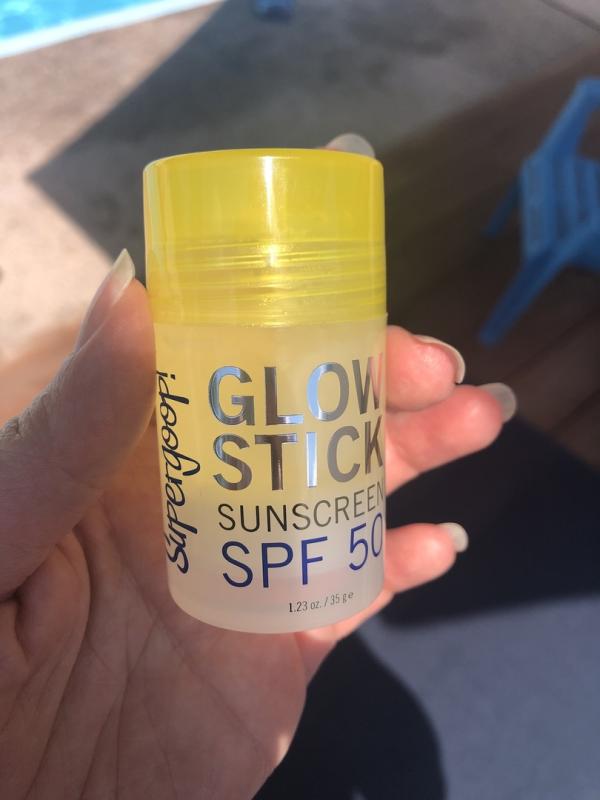 Supergoop!
GLOW
STICK
SUNSCREEN
SPF 50
1.23 oz. / 35 g e